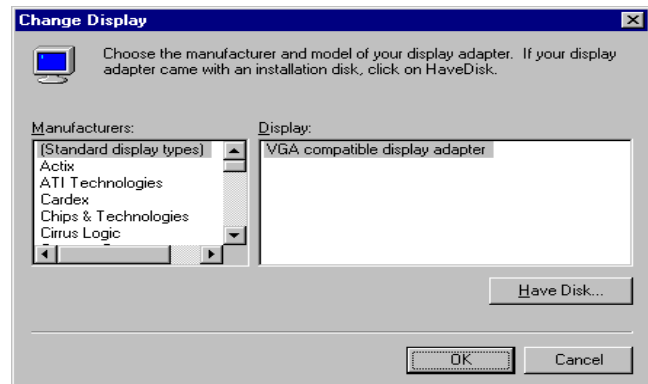 Change Display
Choose the manufacturer and model of your display adapter. If your display
adapter came with an installation disk, click on HaveDisk.
Manufacturers:
(Standard display types)
Actix
ATI Technologies
Cardex
Chips & Technologies
Cirrus Logic
Display:
VGA compatible display adapter
Have Disk...
OK
Cancel